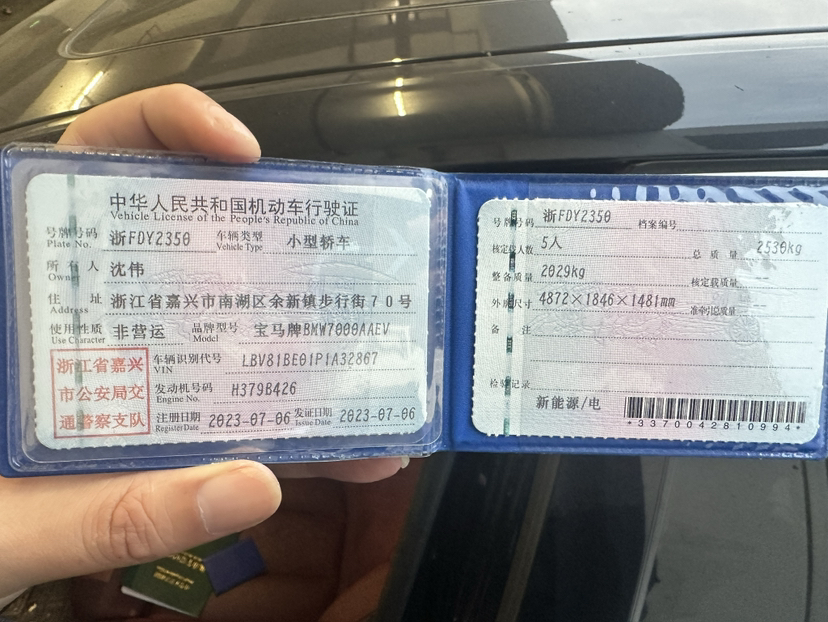 中华人民共和国机动车行驶证
Vehicle License of the People's Republic of China
号牌号码 浙FDY2350 车辆类型 小型轿车
Plate No. Vehicle Type
所有人 沈伟
Owner
住址 浙江省嘉兴市南湖区余新镇步行街70号
Address
使用性质 非营运 品牌型号 宝马牌BMW7000AAEV
Use Character Model
浙江省嘉兴
市公安局交
通警察支队
车辆识别代号 LBV81BE01P1A32867
VIN
发动机号码 H379B426
Engine No.
注册日期 2023-07-06 发证日期 2023-07-06
Register Date Issue Date
号牌号码 浙FDY2350 档案编号
核定载人数 5人 总质量 2530kg
整备质量 2029kg 核定载质量 --
外廓尺寸 4872×1846×1481mm 准牵引总质量 --
备注
检验记录
新能源/电
*3370042810994*